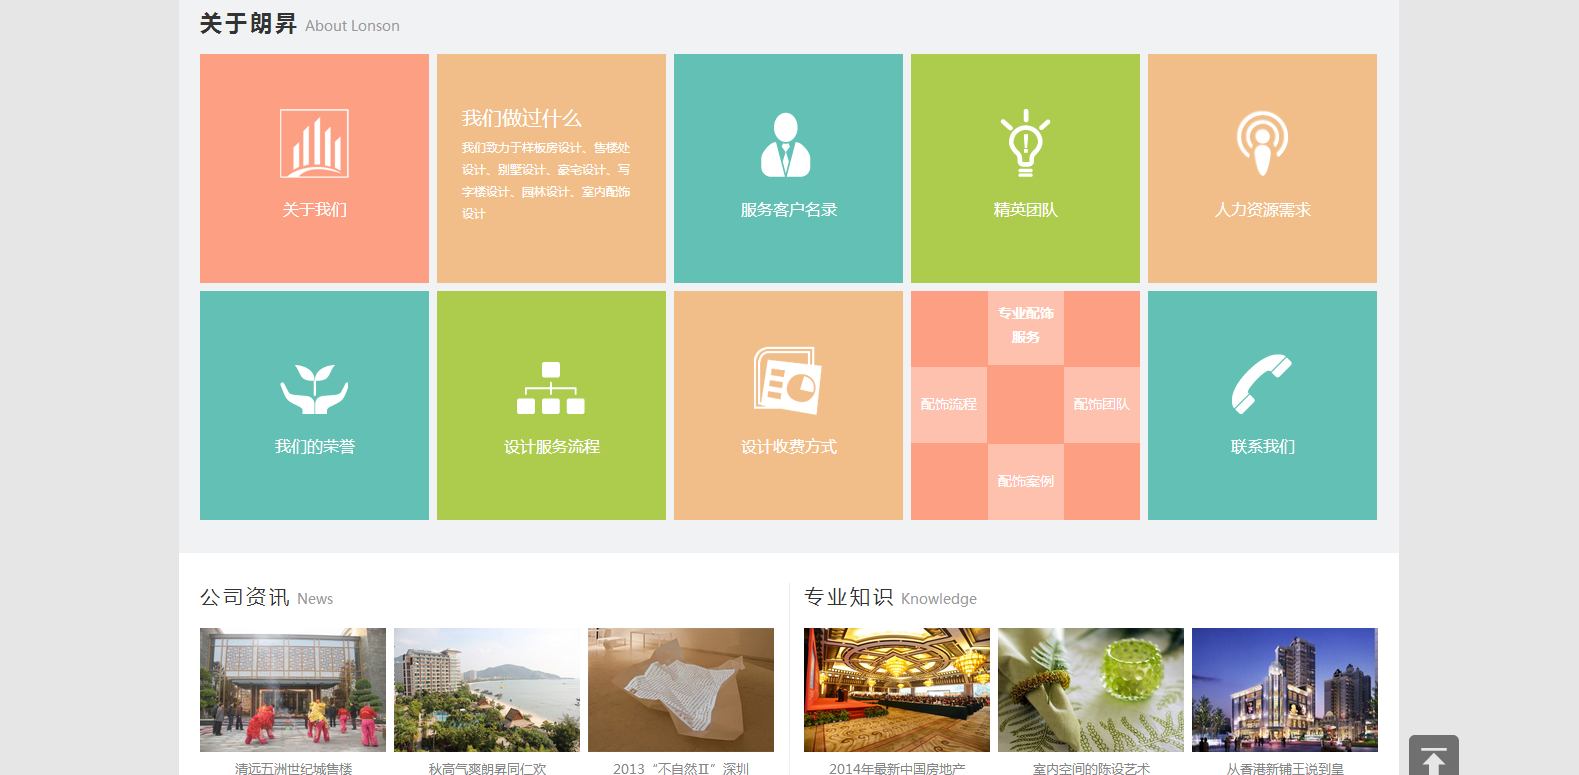 关于朗昇 About Lonson
关于我们
我们做过什么
我们致力于样板房设计、售楼处
设计、别墅设计、豪宅设计、写
字楼设计、园林设计、室内配饰
设计
服务客户名录
精英团队
人力资源需求
我们的荣誉
设计服务流程
设计收费方式
专业配饰
服务
配饰流程
配饰团队
配饰案例
联系我们
公司资讯 News
专业知识 Knowledge
清远五洲世纪城售楼
秋高气爽朗昇同仁欢
2013“不自然Ⅱ”深圳
2014年最新中国房地产
室内空间的陈设艺术
从香港新铺王说到皇